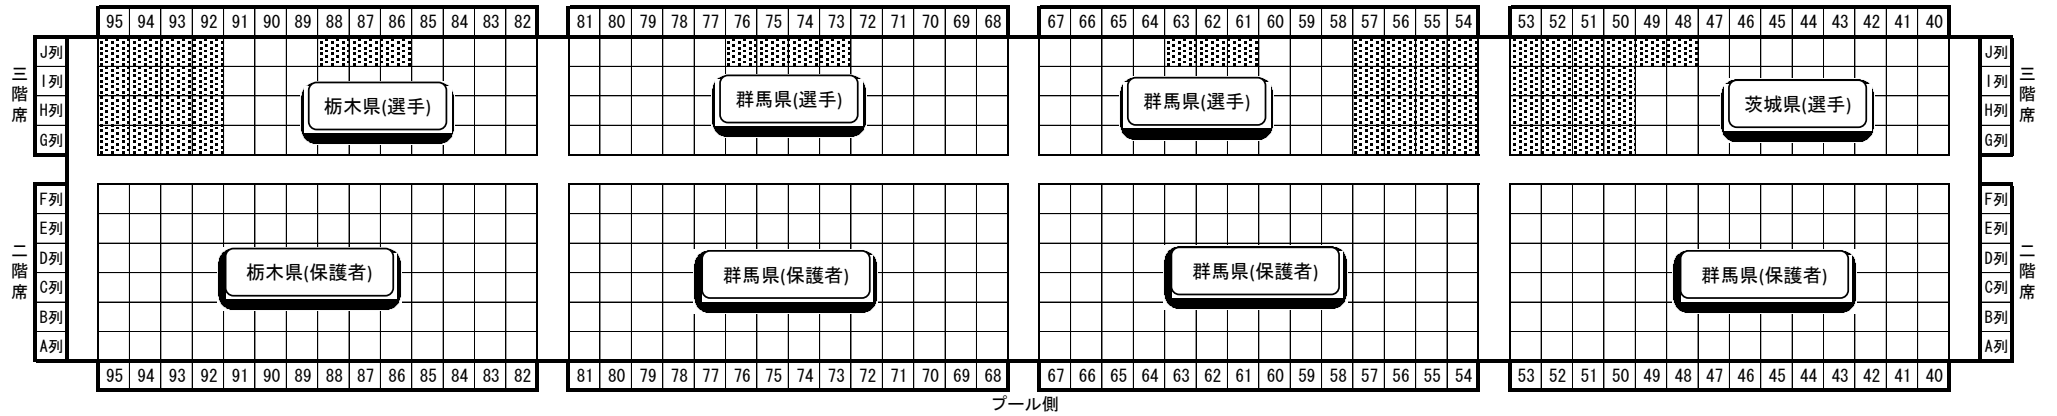 95 94 93 92 91 90 89 88 87 86 85 84 83 82 81 80 79 78 77 76 75 74 73 72 71 70 69 68 67 66 65 64 63 62 61 60 59 58 57 56 55 54 53 52 51 50 49 48 47 46 45 44 43 42 41 40
三階席
J列
I列
H列
G列
栃木県(選手)
群馬県(選手)
群馬県(選手)
茨城県(選手)
J列
I列
H列
G列
三階席
二階席
F列
E列
D列
C列
B列
A列
栃木県(保護者)
群馬県(保護者)
群馬県(保護者)
群馬県(保護者)
F列
E列
D列
C列
B列
A列
二階席
95 94 93 92 91 90 89 88 87 86 85 84 83 82 81 80 79 78 77 76 75 74 73 72 71 70 69 68 67 66 65 64 63 62 61 60 59 58 57 56 55 54 53 52 51 50 49 48 47 46 45 44 43 42 41 40
プール側